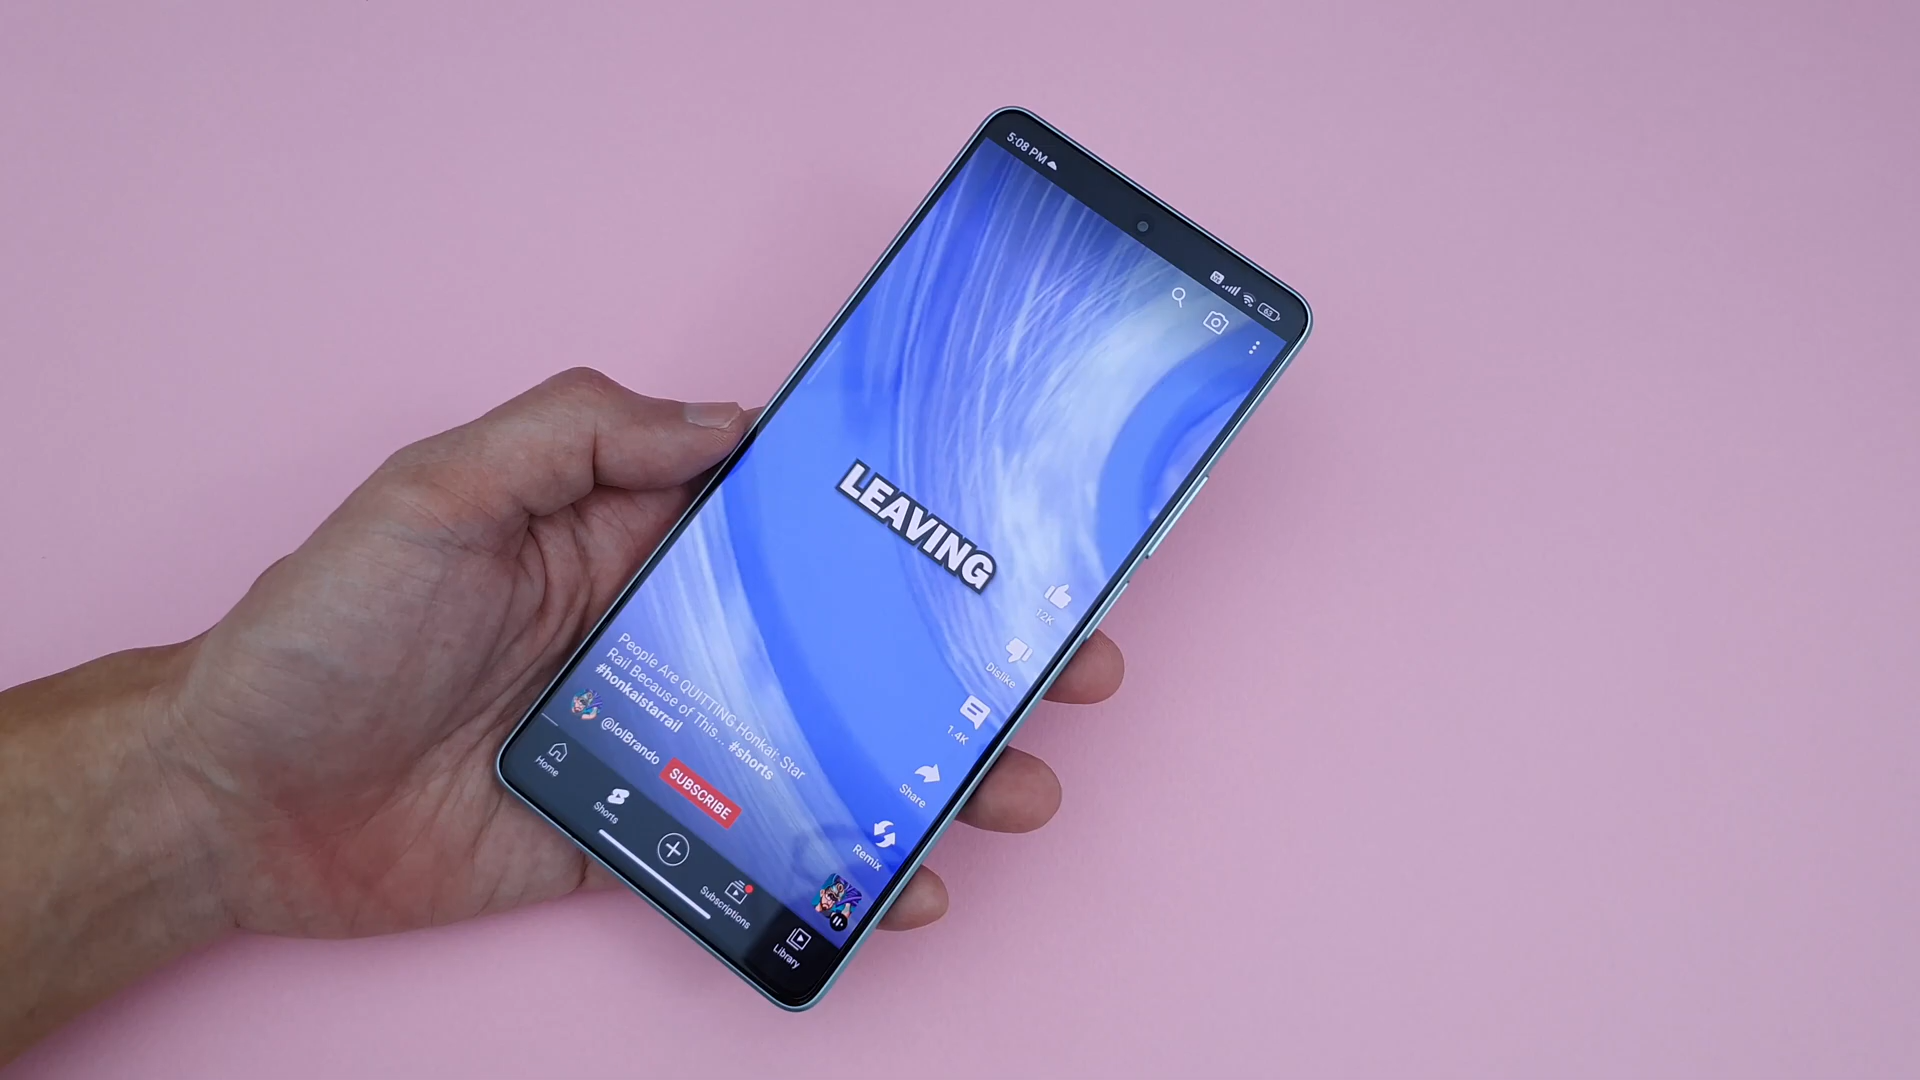 5:08 PM
63
LEAVING
12K
Dislike
1.4K
Share
Remix
People Are QUITTING Honkai: Star
Rail Because of This... #shorts
#honkaistarrail
@lolBrando
SUBSCRIBE
Home
Shorts
Subscriptions
Library